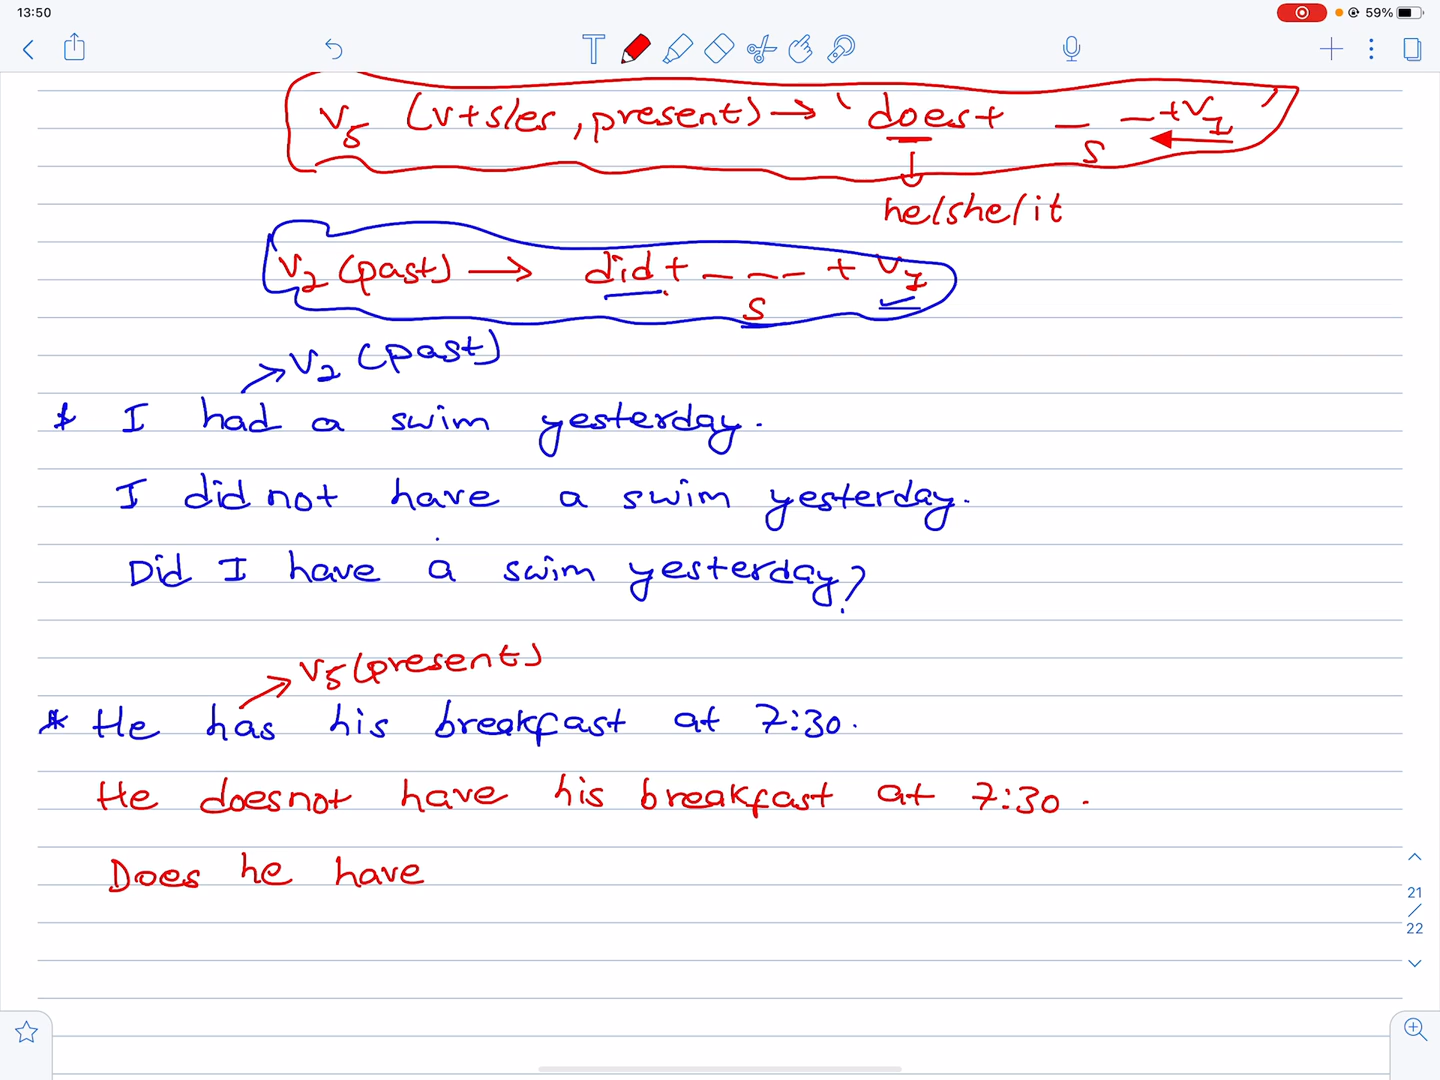 13:50
59%
T
V5 (V+s/es, present) → ' does + _ _ + V1 '
S
he/she/it
V2 (past) → did + _ _ _ + V1
S
V2 (past)
* I had a swim yesterday.
I did not have a swim yesterday.
Did I have a swim yesterday?
V5 (present)
* He has his breakfast at 7:30.
He doesnot have his breakfast at 7:30.
Does he have
21
/
22